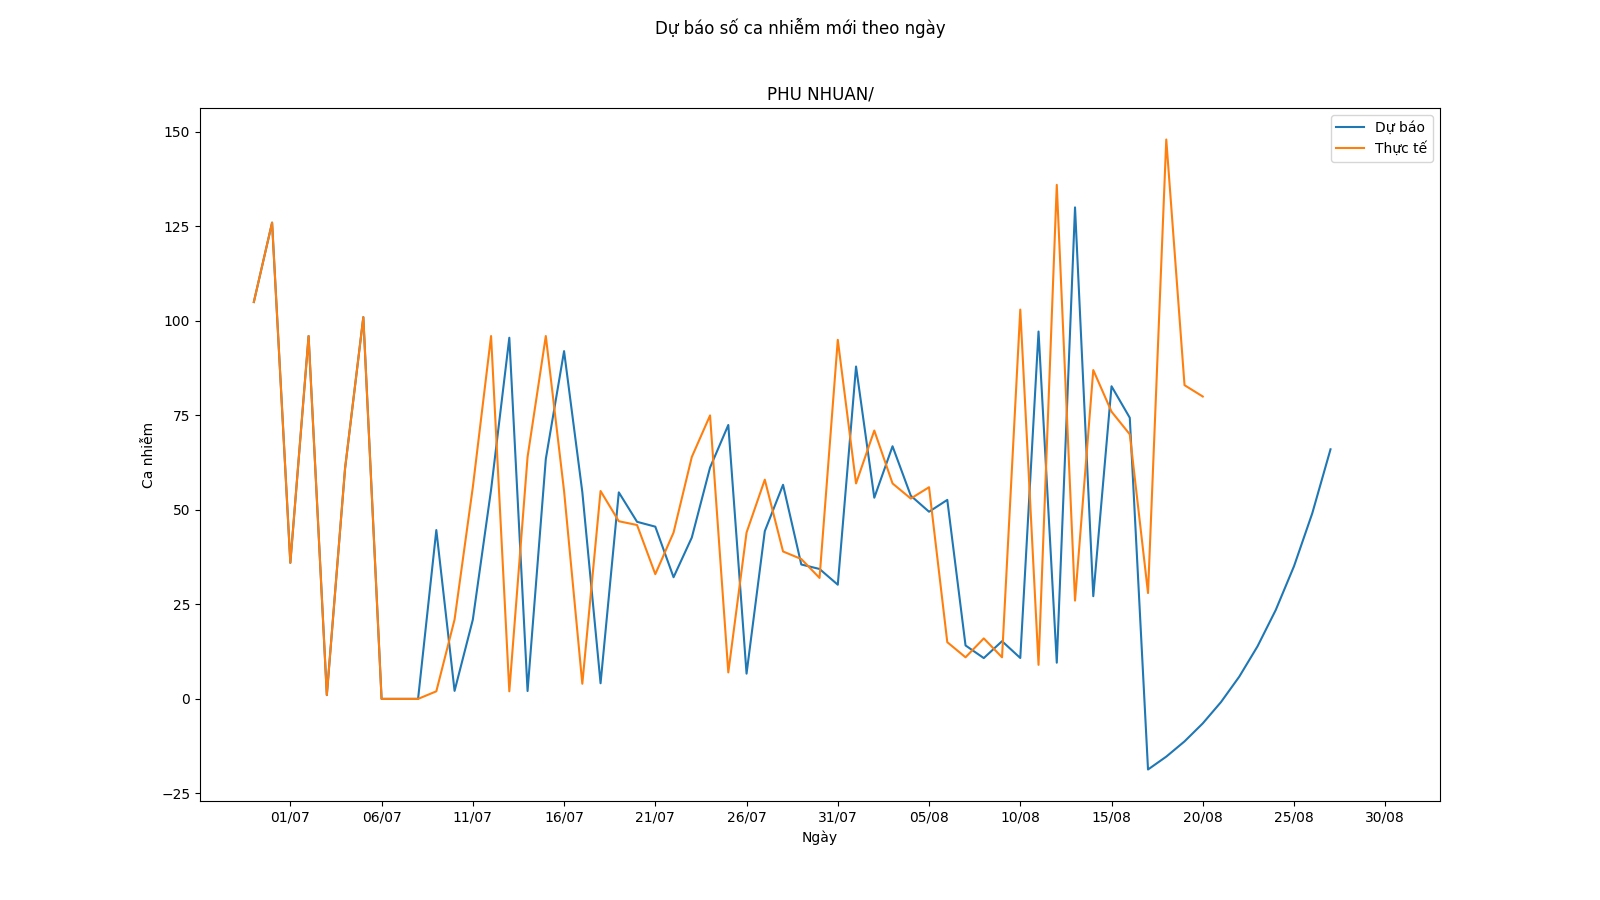 Dự báo số ca nhiễm mới theo ngày
PHU NHUAN/
Dự báo
Thực tế
150
125
100
75
50
25
0
−25
Ca nhiễm
01/07 06/07 11/07 16/07 21/07 26/07 31/07 05/08 10/08 15/08 20/08 25/08 30/08
Ngày